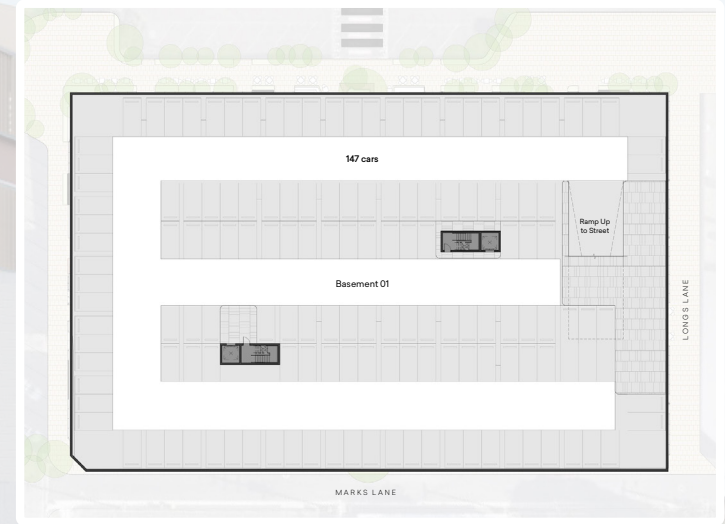 147 cars
Ramp Up
to Street
Basement 01
LONGS LANE
MARKS LANE